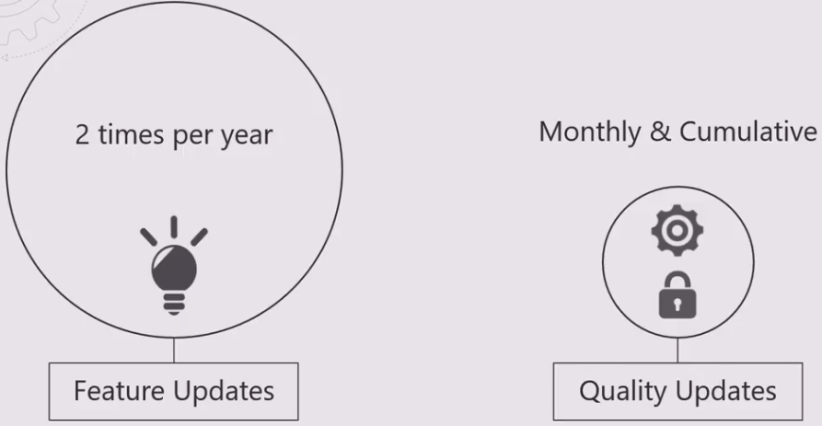 2 times per year
Monthly & Cumulative
Feature Updates
Quality Updates